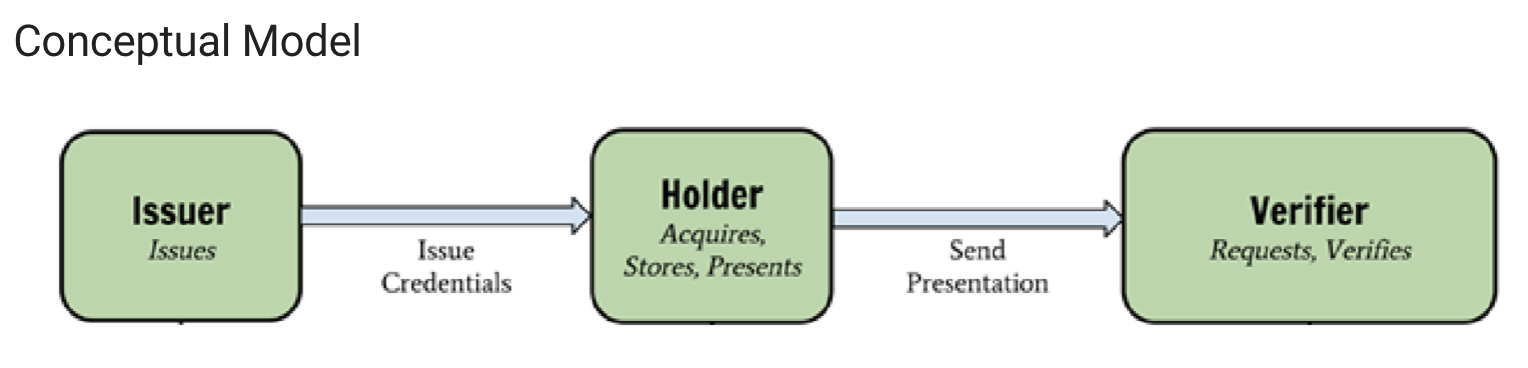 Conceptual Model
Issuer
Issues
Issue
Credentials
Holder
Acquires,
Stores, Presents
Send
Presentation
Verifier
Requests, Verifies